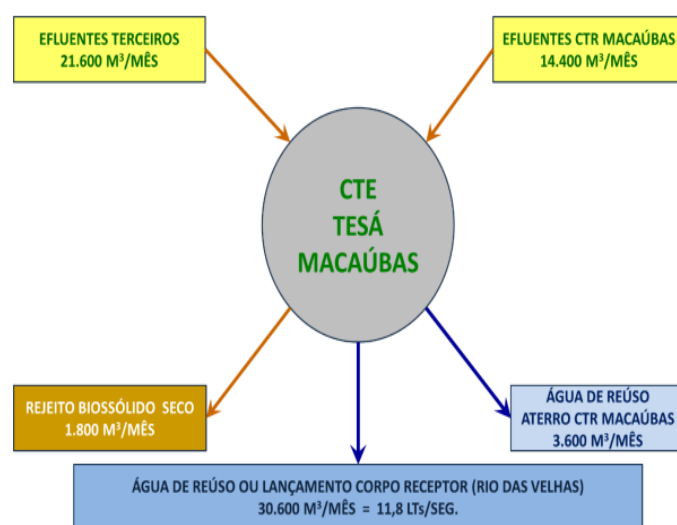 EFLUENTES TERCEIROS
21.600 M³/MÊS
EFLUENTES CTR MACAÚBAS
14.400 M³/MÊS
CTE
TESÁ
MACAÚBAS
REJEITO BIOSSÓLIDO SECO
1.800 M³/MÊS
ÁGUA DE REÚSO
ATERRO CTR MACAÚBAS
3.600 M³/MÊS
ÁGUA DE REÚSO OU LANÇAMENTO CORPO RECEPTOR (RIO DAS VELHAS)
30.600 M³/MÊS = 11,8 LTs/SEG.